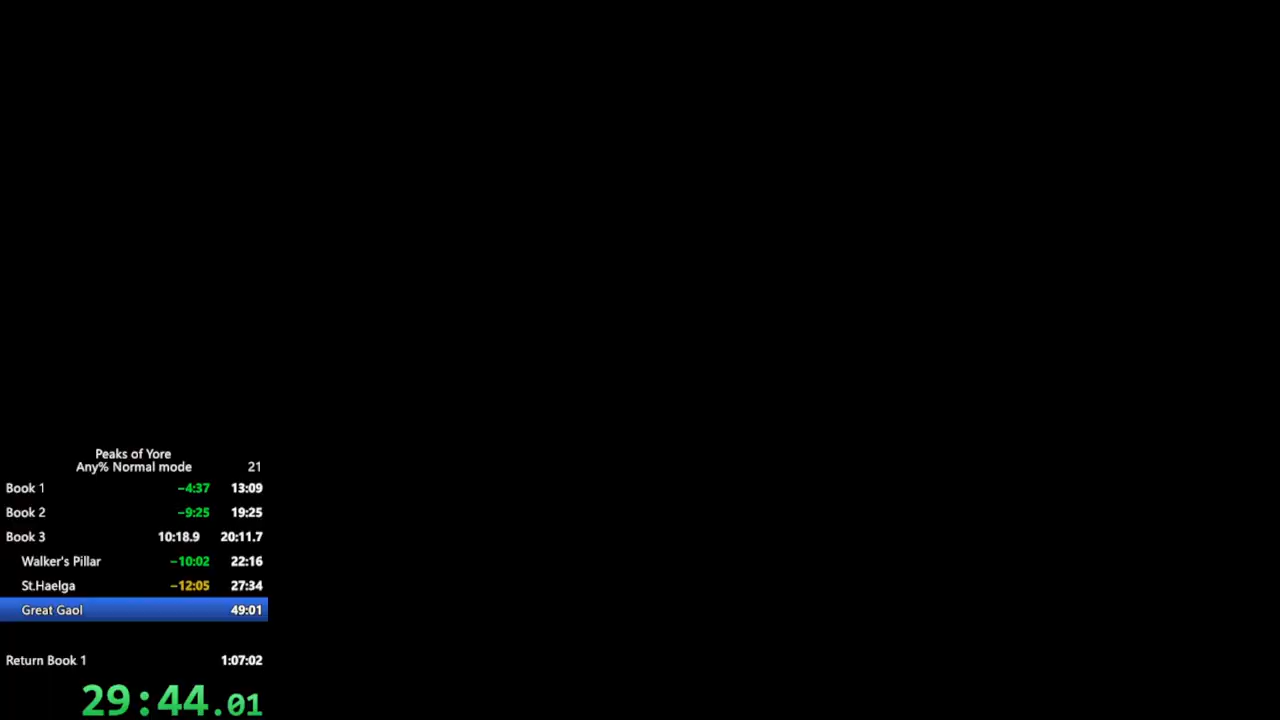 Peaks of Yore
Any% Normal mode 21
Book 1 −4:37 13:09
Book 2 −9:25 19:25
Book 3 10:18.9 20:11.7
Walker's Pillar −10:02 22:16
St.Haelga −12:05 27:34
Great Gaol 49:01
Return Book 1 1:07:02
29:44.01